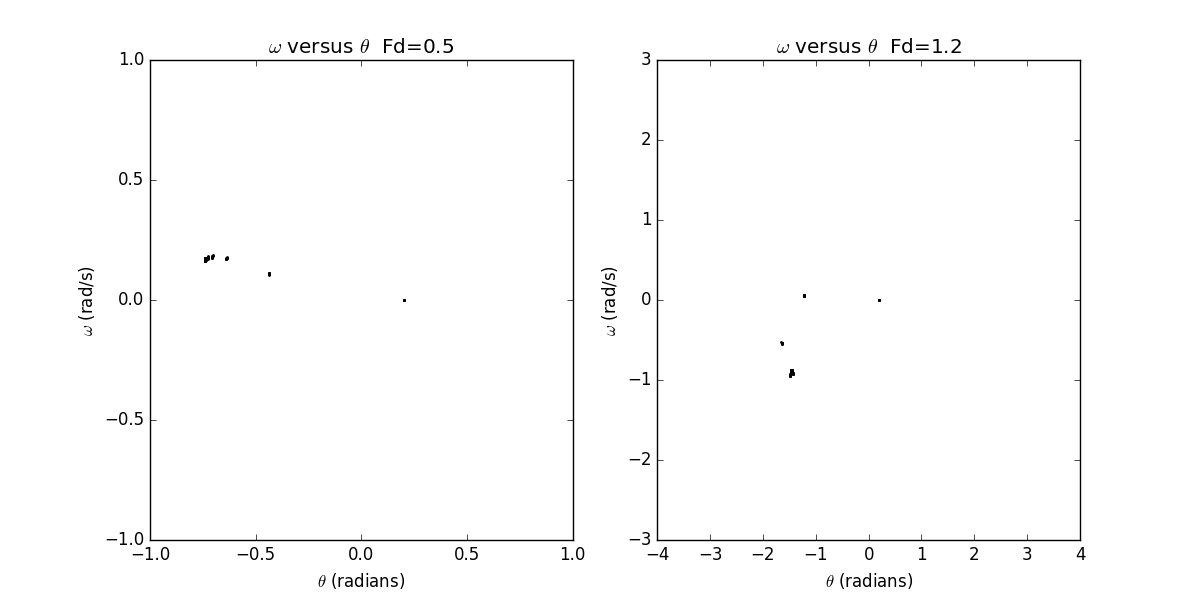 ω versus θ  Fd=0.5
1.0
0.5
0.0
−0.5
−1.0
ω (rad/s)
−1.0 −0.5 0.0 0.5 1.0
θ (radians)
ω versus θ  Fd=1.2
3
2
1
0
−1
−2
−3
ω (rad/s)
−4 −3 −2 −1 0 1 2 3 4
θ (radians)